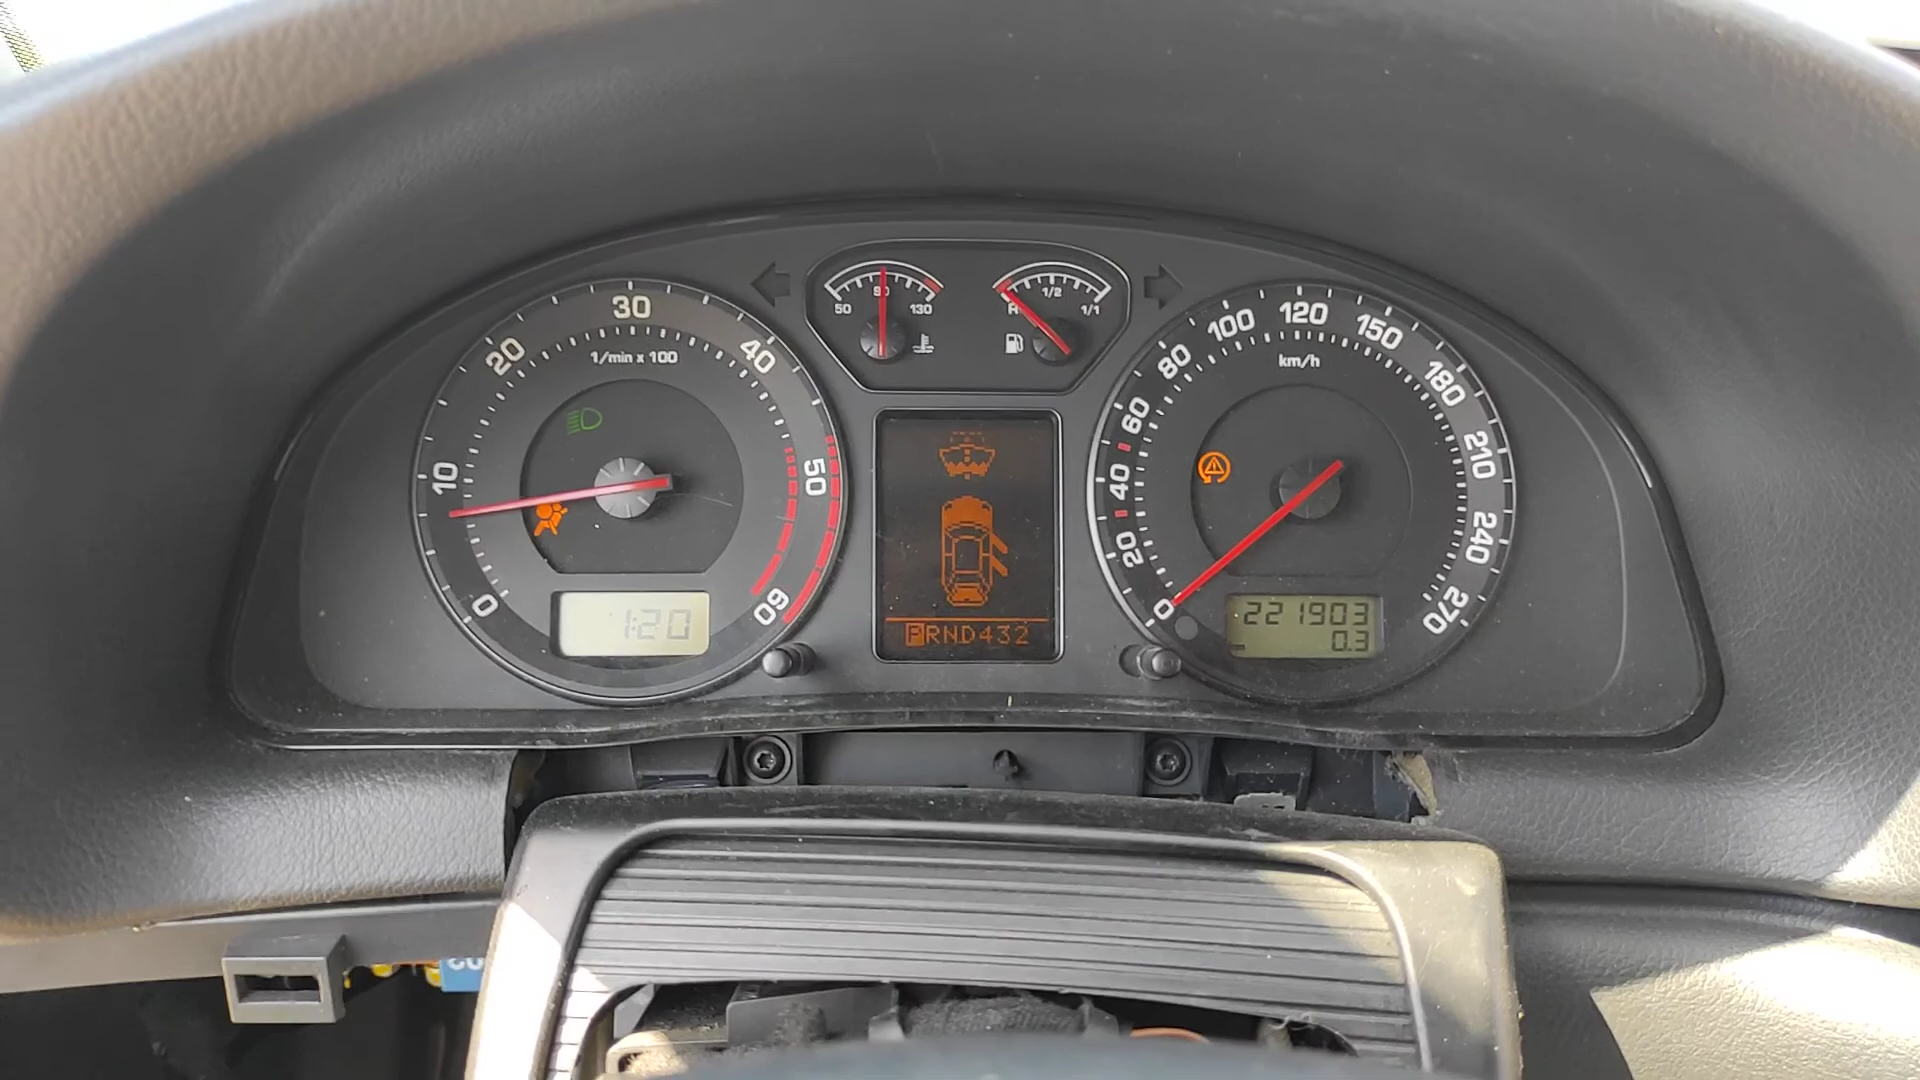 50 90 130
R 1/2 1/1
0 10 20 30 40 50 60
1/min x 100
1:20
PRND432
0 20 40 60 80 100 120 150 180 210 240 270
km/h
221903
0.3